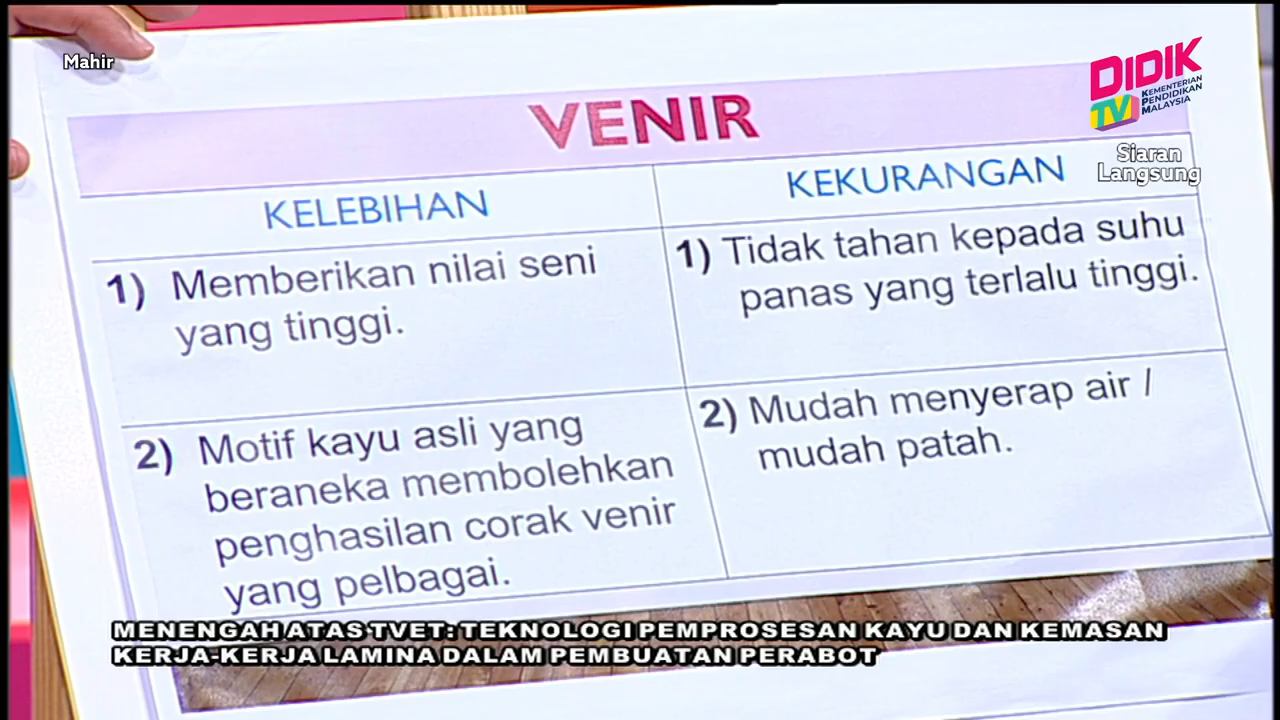 Mahir
DIDIK
TV
KEMENTERIAN
PENDIDIKAN
MALAYSIA
Siaran
Langsung
VENIR
KELEBIHAN
KEKURANGAN
1) Memberikan nilai seni
yang tinggi.
1) Tidak tahan kepada suhu
panas yang terlalu tinggi.
2) Motif kayu asli yang
beraneka membolehkan
penghasilan corak venir
yang pelbagai.
2) Mudah menyerap air /
mudah patah.
MENENGAH ATAS TVET: TEKNOLOGI PEMPROSESAN KAYU DAN KEMASAN
KERJA-KERJA LAMINA DALAM PEMBUATAN PERABOT